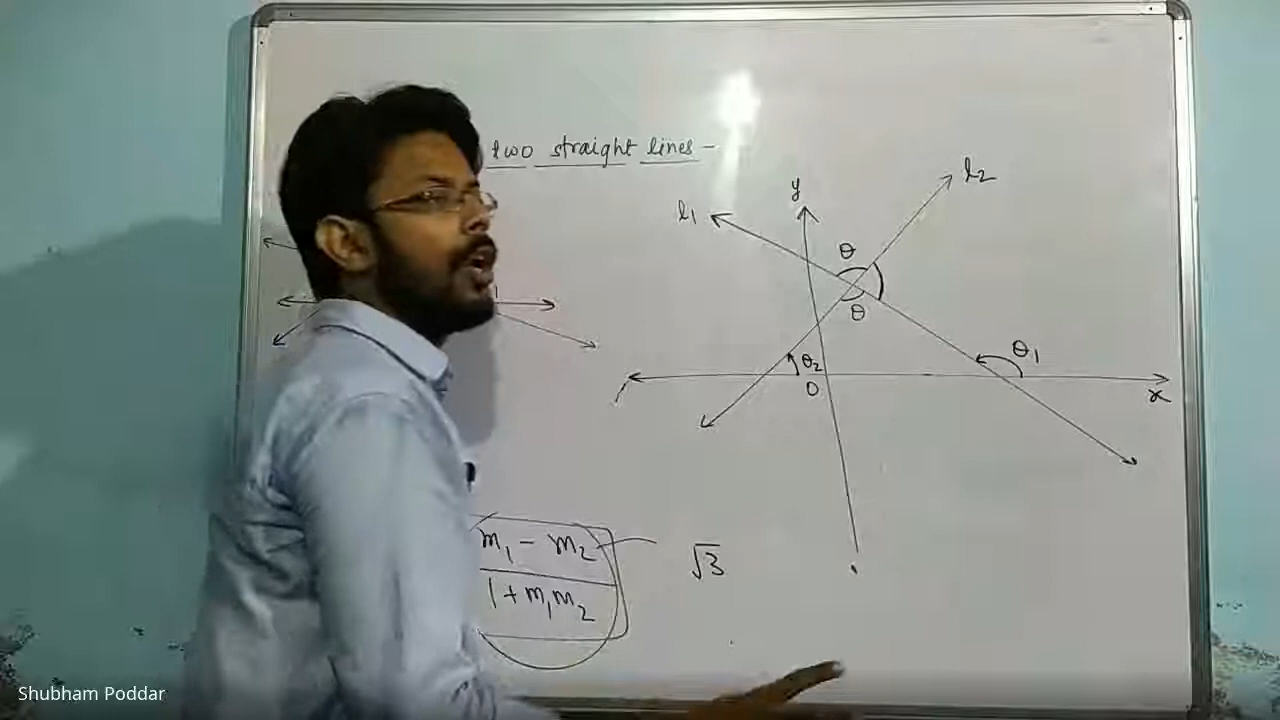 two straight lines -
y
l₂
l₁
θ
θ
θ₁
θ₂
O
x
m₁ - m₂
1 + m₁m₂
√3
Shubham Poddar